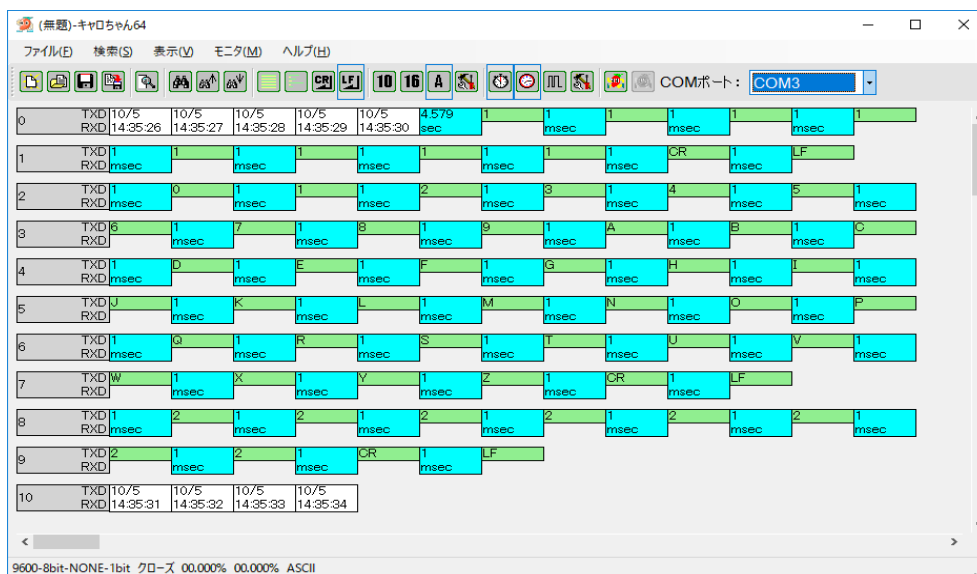 (無題)-キャロちゃん64
ファイル(F) 検索(S) 表示(V) モニタ(M) ヘルプ(H)
CR LF 10 16 A COMポート: COM3
0 TXD 10/5 10/5 10/5 10/5 10/5 4.579 1 1 1 1 1 1 1
RXD 14:35:26 14:35:27 14:35:28 14:35:29 14:35:30 sec msec msec msec
1 TXD 1 1 1 1 1 1 1 1 1 CR 1 LF
RXD msec msec msec msec msec msec
2 TXD 1 0 1 1 1 2 1 3 1 4 1 5 1
RXD msec msec msec msec msec msec msec
3 TXD 6 1 7 1 8 1 9 1 A 1 B 1 C
RXD msec msec msec msec msec msec
4 TXD 1 D 1 E 1 F 1 G 1 H 1 I 1
RXD msec msec msec msec msec msec msec
5 TXD J 1 K 1 L 1 M 1 N 1 O 1 P
RXD msec msec msec msec msec msec
6 TXD 1 Q 1 R 1 S 1 T 1 U 1 V 1
RXD msec msec msec msec msec msec msec
7 TXD W 1 X 1 Y 1 Z 1 CR 1 LF
RXD msec msec msec msec msec
8 TXD 1 2 1 2 1 2 1 2 1 2 1 2 1
RXD msec msec msec msec msec msec msec
9 TXD 2 1 2 1 CR 1 LF
RXD msec msec msec
10 TXD 10/5 10/5 10/5 10/5
RXD 14:35:31 14:35:32 14:35:33 14:35:34
9600-8bit-NONE-1bit クローズ 00.000% 00.000% ASCII